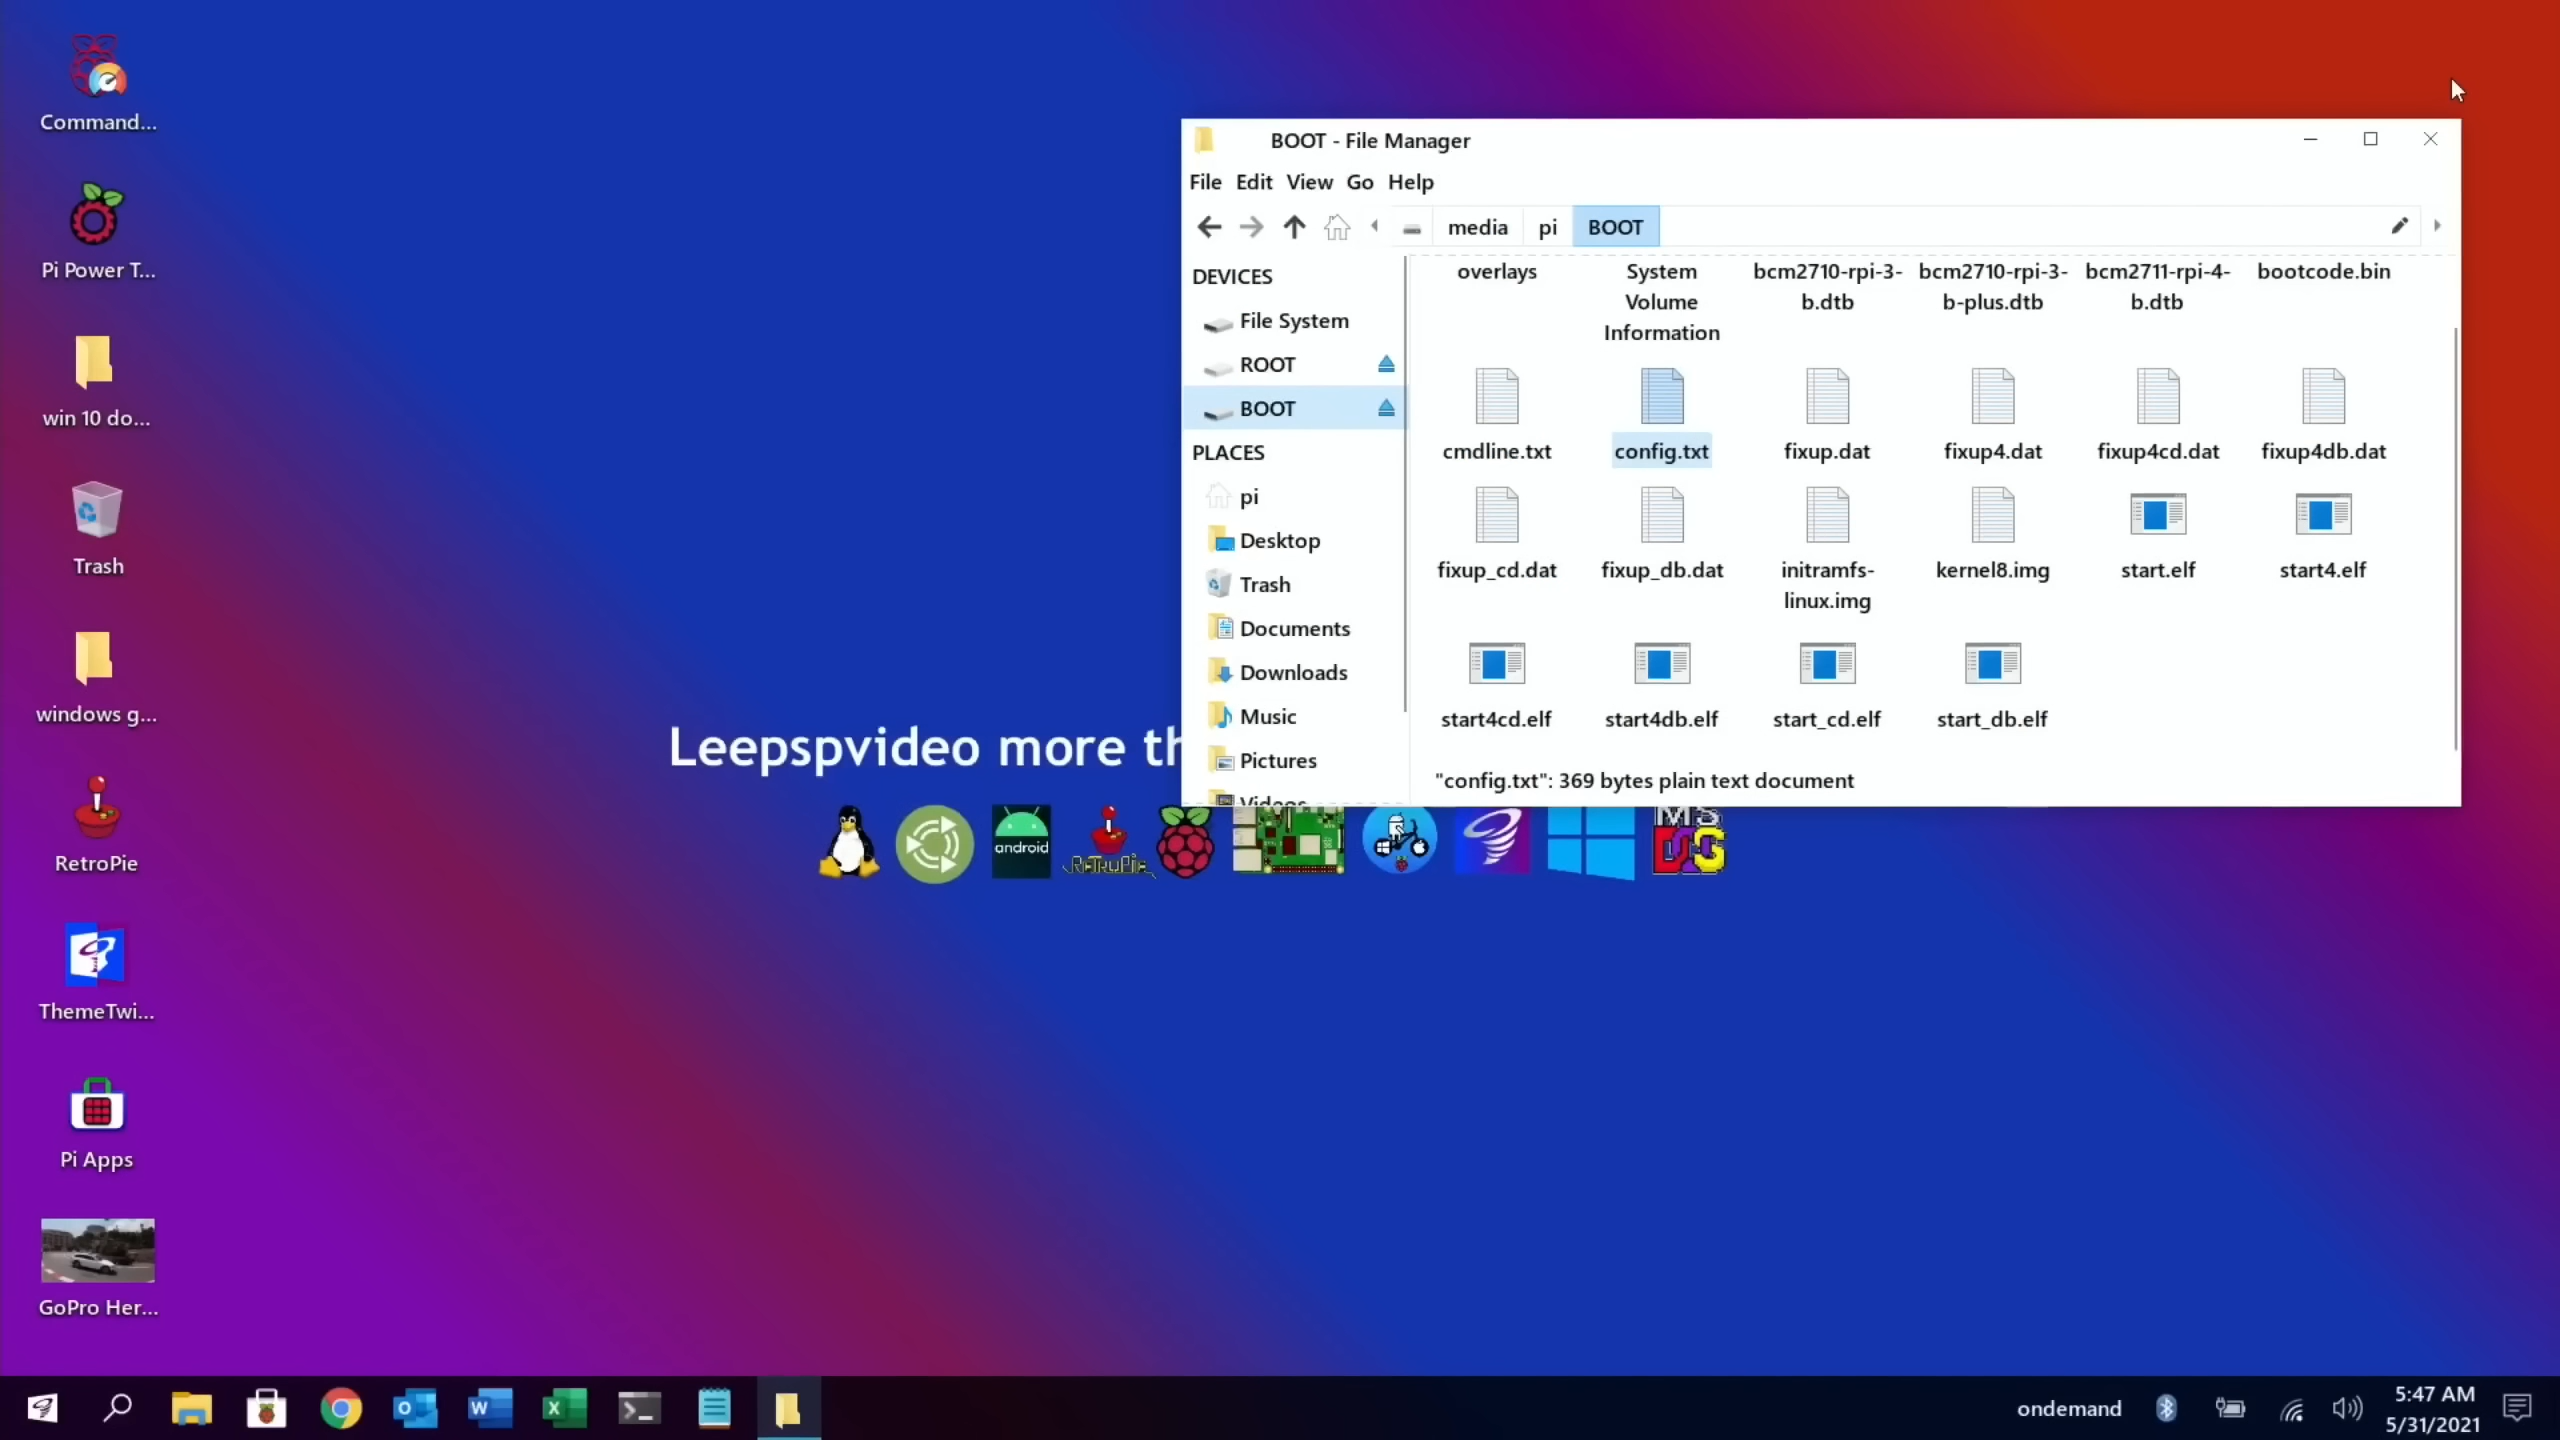 Command...
Pi Power T...
win 10 do...
Trash
windows g...
RetroPie
ThemeTwi...
Pi Apps
GoPro Her...
Leepspvideo more th
android
RetroPie
MS
DOS
BOOT - File Manager
File Edit View Go Help
media pi BOOT
DEVICES
File System
ROOT
BOOT
PLACES
pi
Desktop
Trash
Documents
Downloads
Music
Pictures
Videos
overlays
System
Volume
Information
bcm2710-rpi-3-
b.dtb
bcm2710-rpi-3-
b-plus.dtb
bcm2711-rpi-4-
b.dtb
bootcode.bin
cmdline.txt
config.txt
fixup.dat
fixup4.dat
fixup4cd.dat
fixup4db.dat
fixup_cd.dat
fixup_db.dat
initramfs-
linux.img
kernel8.img
start.elf
start4.elf
start4cd.elf
start4db.elf
start_cd.elf
start_db.elf
"config.txt": 369 bytes plain text document
ondemand
5:47 AM
5/31/2021